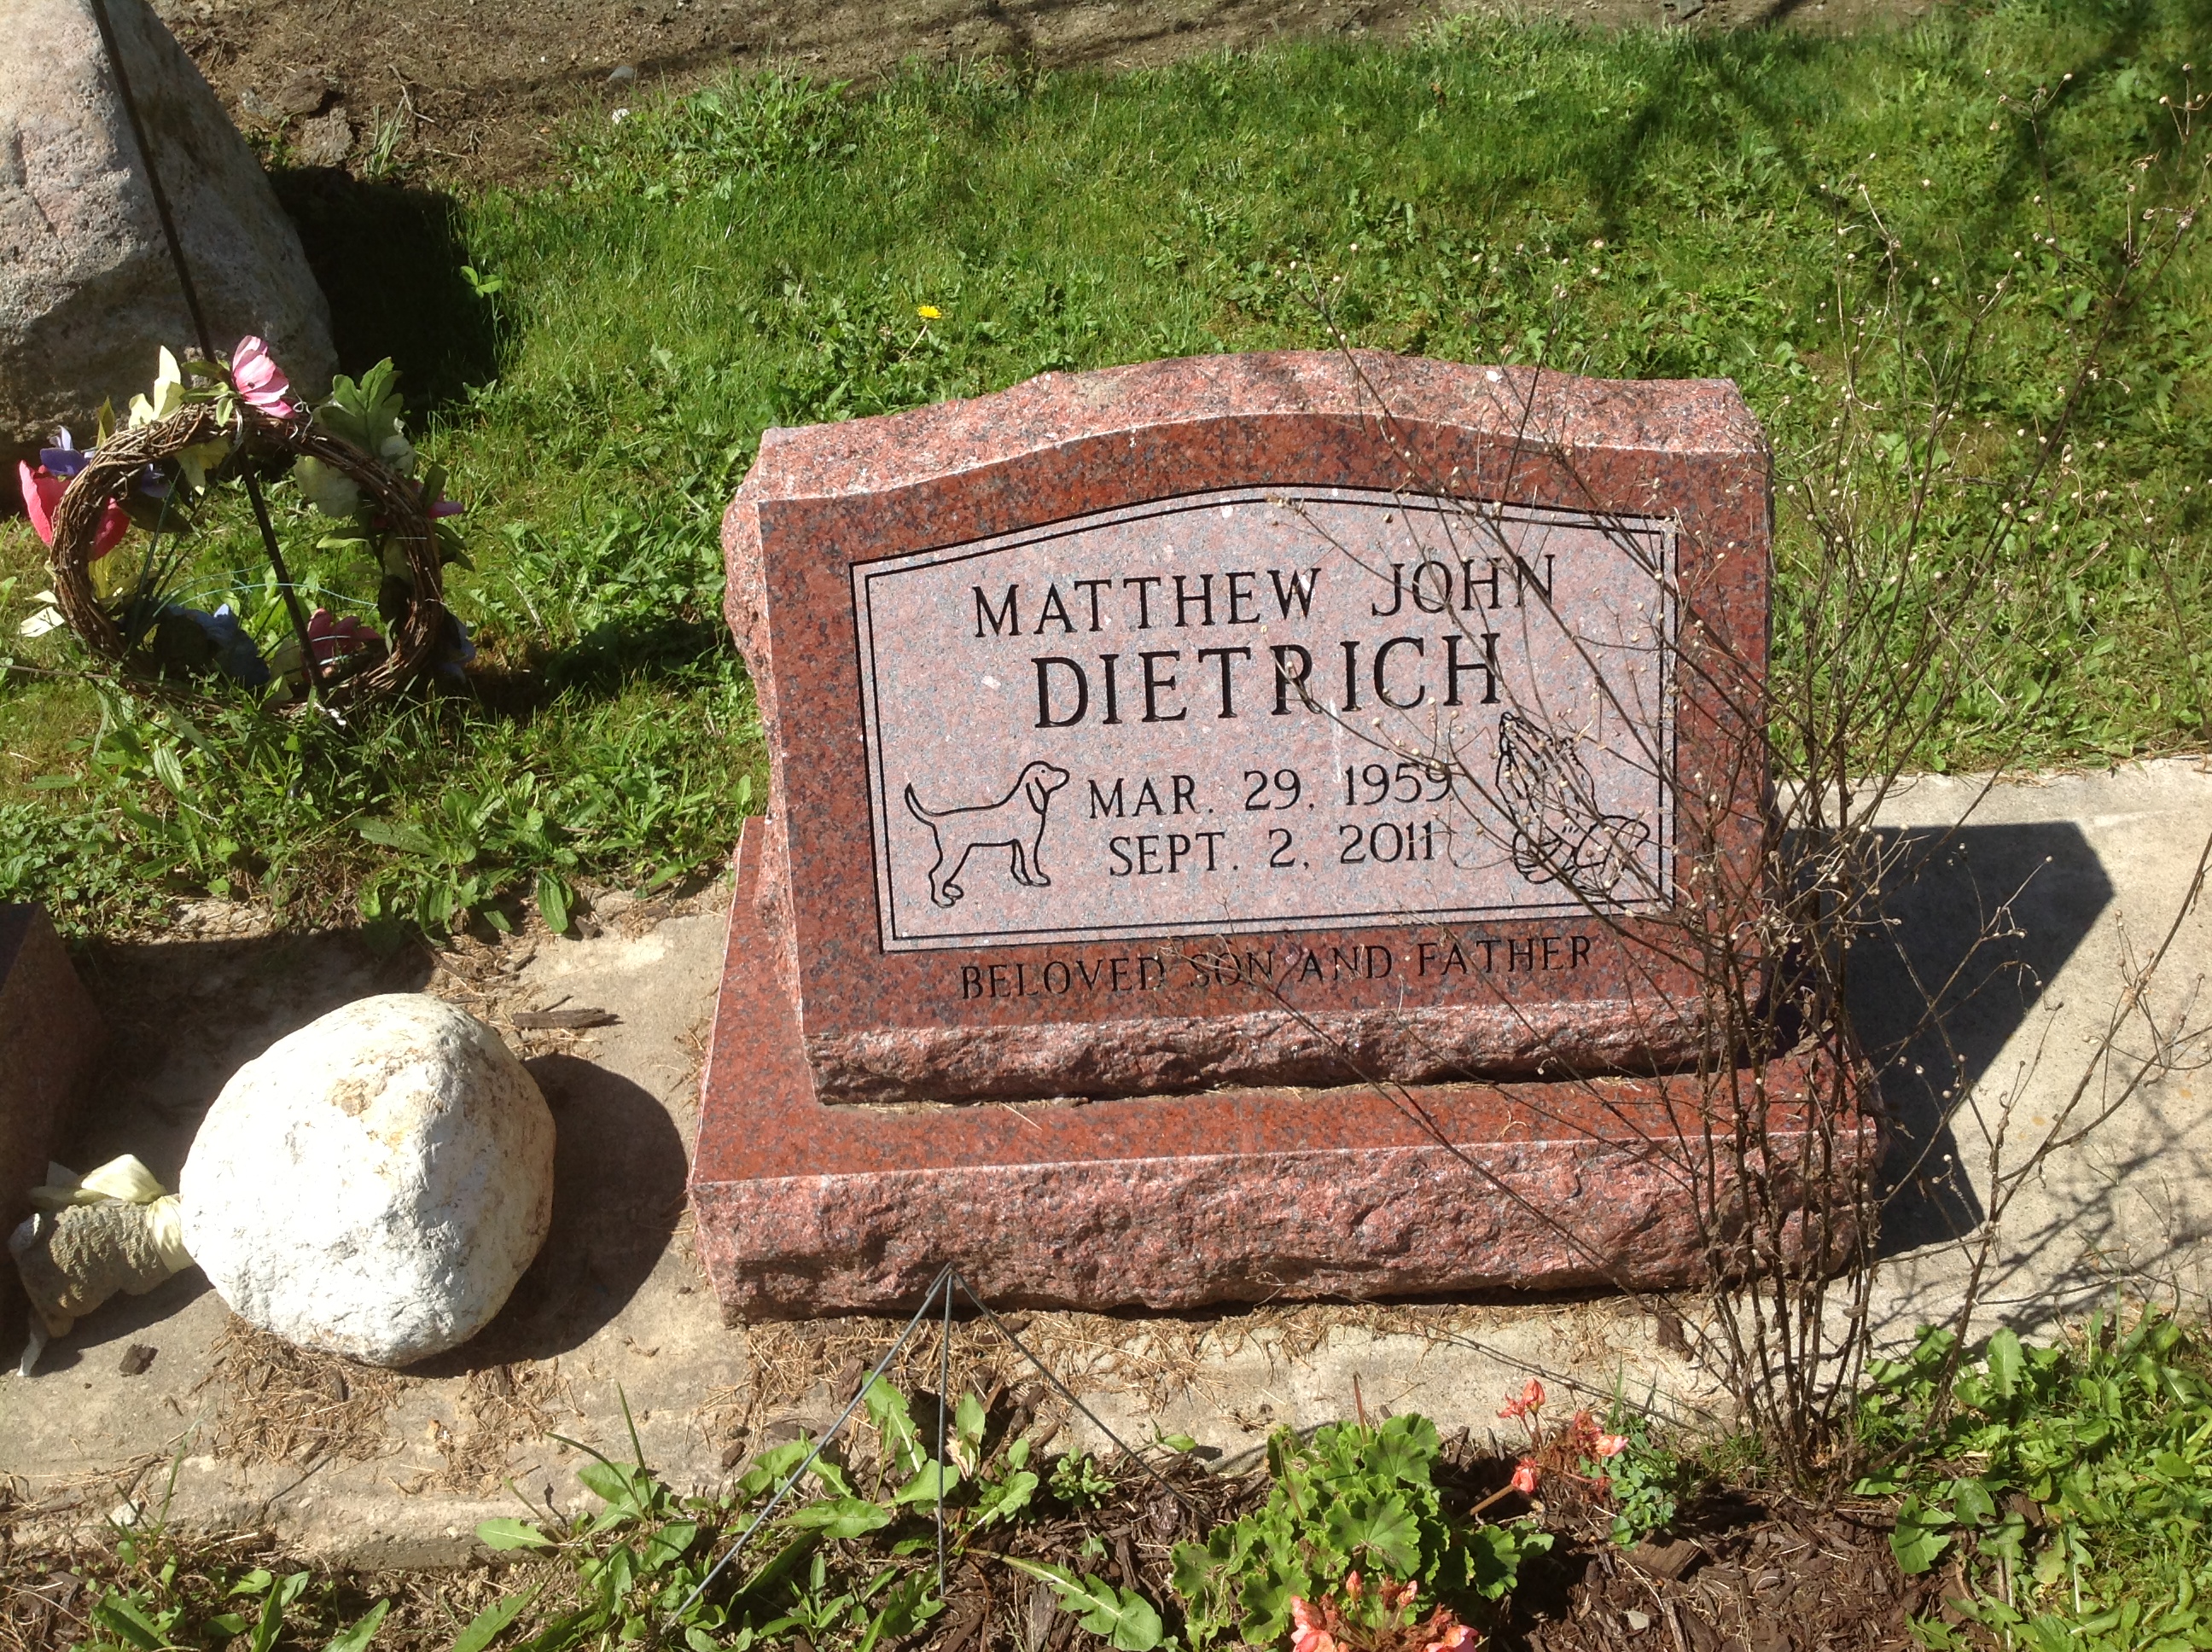 MATTHEW JOHN
DIETRICH
MAR. 29, 1959
SEPT. 2, 2011
BELOVED SON AND FATHER